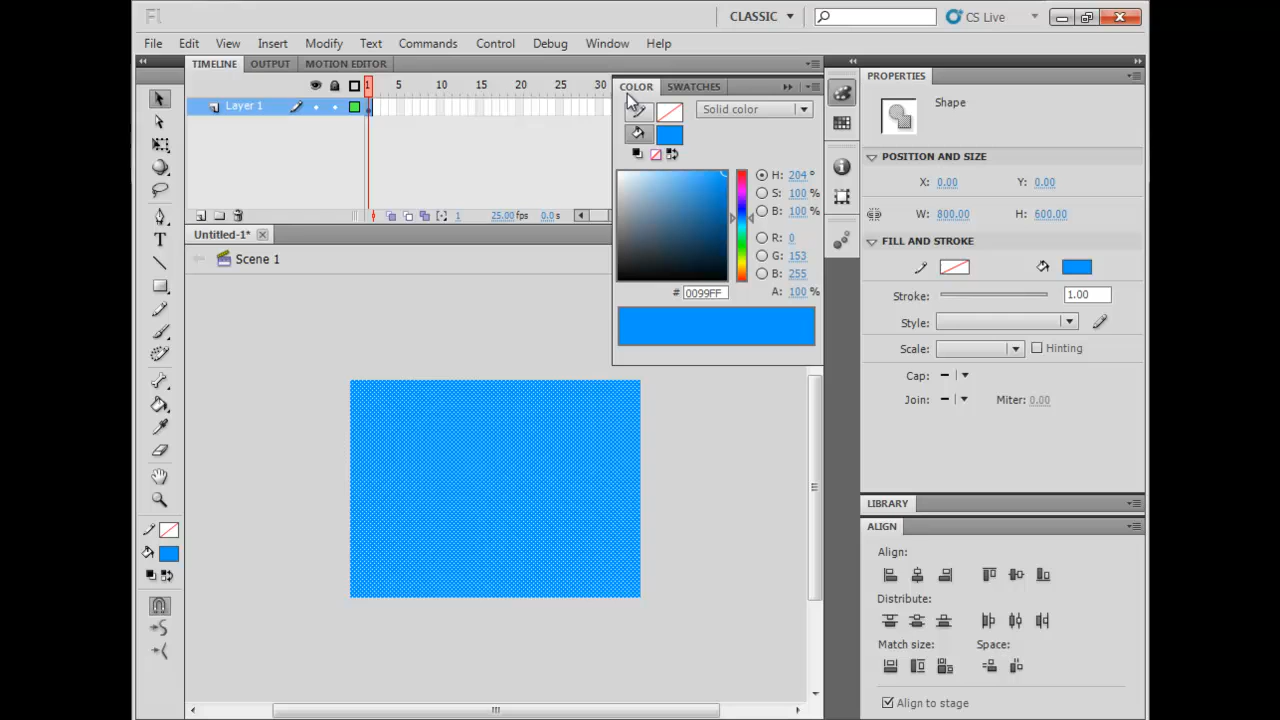 Fl
CLASSIC
CS Live
File Edit View Insert Modify Text Commands Control Debug Window Help
TIMELINE OUTPUT MOTION EDITOR
1 5 10 15 20 25 30
Layer 1
1 25.00 fps 0.0 s
Untitled-1*
Scene 1
COLOR SWATCHES
Solid color
H: 204 °
S: 100 %
B: 100 %
R: 0
G: 153
B: 255
# 0099FF A: 100 %
PROPERTIES
Shape
POSITION AND SIZE
X: 0.00 Y: 0.00
W: 800.00 H: 600.00
FILL AND STROKE
Stroke: 1.00
Style:
Scale: Hinting
Cap:
Join: Miter: 0.00
LIBRARY
ALIGN
Align:
Distribute:
Match size: Space:
Align to stage